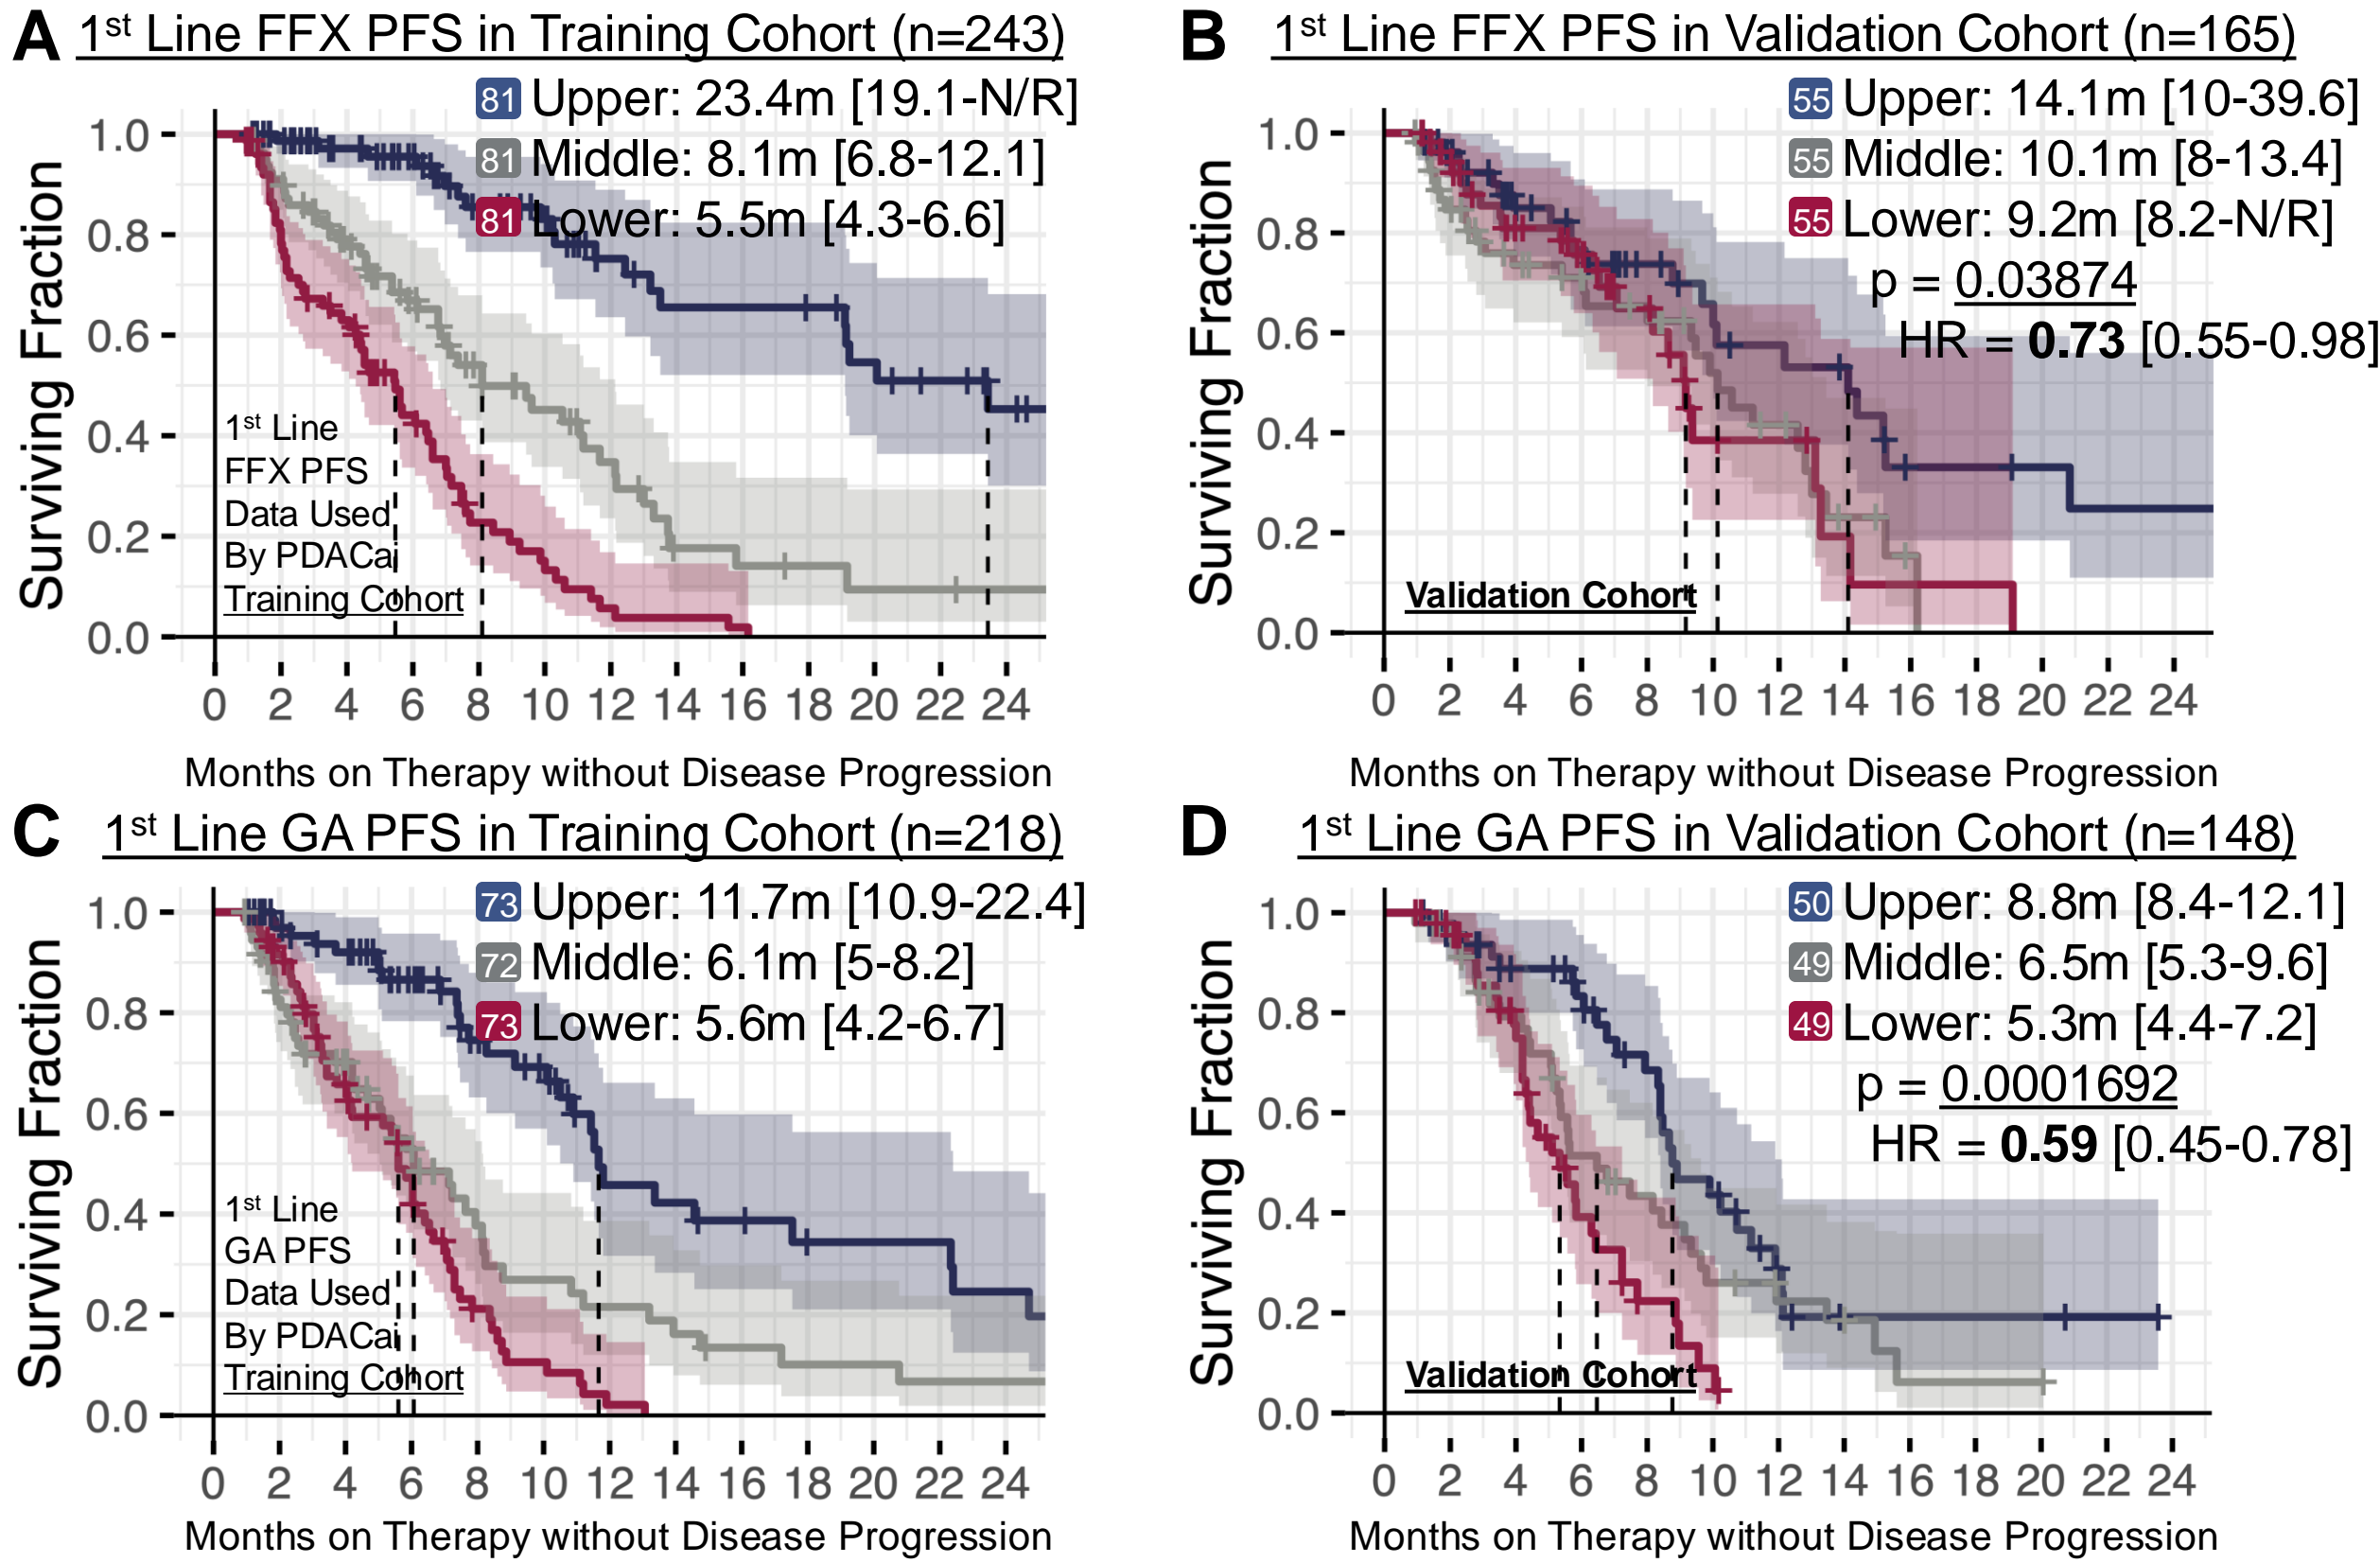 A 1st Line FFX PFS in Training Cohort (n=243)
81 Upper: 23.4m [19.1-N/R]
81 Middle: 8.1m [6.8-12.1]
81 Lower: 5.5m [4.3-6.6]
Surviving Fraction
1.0
0.8
0.6
0.4
0.2
0.0
1st Line
FFX PFS
Data Used
By PDACai
Training Cohort
0 2 4 6 8 10 12 14 16 18 20 22 24
Months on Therapy without Disease Progression
B 1st Line FFX PFS in Validation Cohort (n=165)
55 Upper: 14.1m [10-39.6]
55 Middle: 10.1m [8-13.4]
55 Lower: 9.2m [8.2-N/R]
p = 0.03874
HR = 0.73 [0.55-0.98]
Surviving Fraction
1.0
0.8
0.6
0.4
0.2
0.0
Validation Cohort
0 2 4 6 8 10 12 14 16 18 20 22 24
Months on Therapy without Disease Progression
C 1st Line GA PFS in Training Cohort (n=218)
73 Upper: 11.7m [10.9-22.4]
72 Middle: 6.1m [5-8.2]
73 Lower: 5.6m [4.2-6.7]
Surviving Fraction
1.0
0.8
0.6
0.4
0.2
0.0
1st Line
GA PFS
Data Used
By PDACai
Training Cohort
0 2 4 6 8 10 12 14 16 18 20 22 24
Months on Therapy without Disease Progression
D 1st Line GA PFS in Validation Cohort (n=148)
50 Upper: 8.8m [8.4-12.1]
49 Middle: 6.5m [5.3-9.6]
49 Lower: 5.3m [4.4-7.2]
p = 0.0001692
HR = 0.59 [0.45-0.78]
Surviving Fraction
1.0
0.8
0.6
0.4
0.2
0.0
Validation Cohort
0 2 4 6 8 10 12 14 16 18 20 22 24
Months on Therapy without Disease Progression